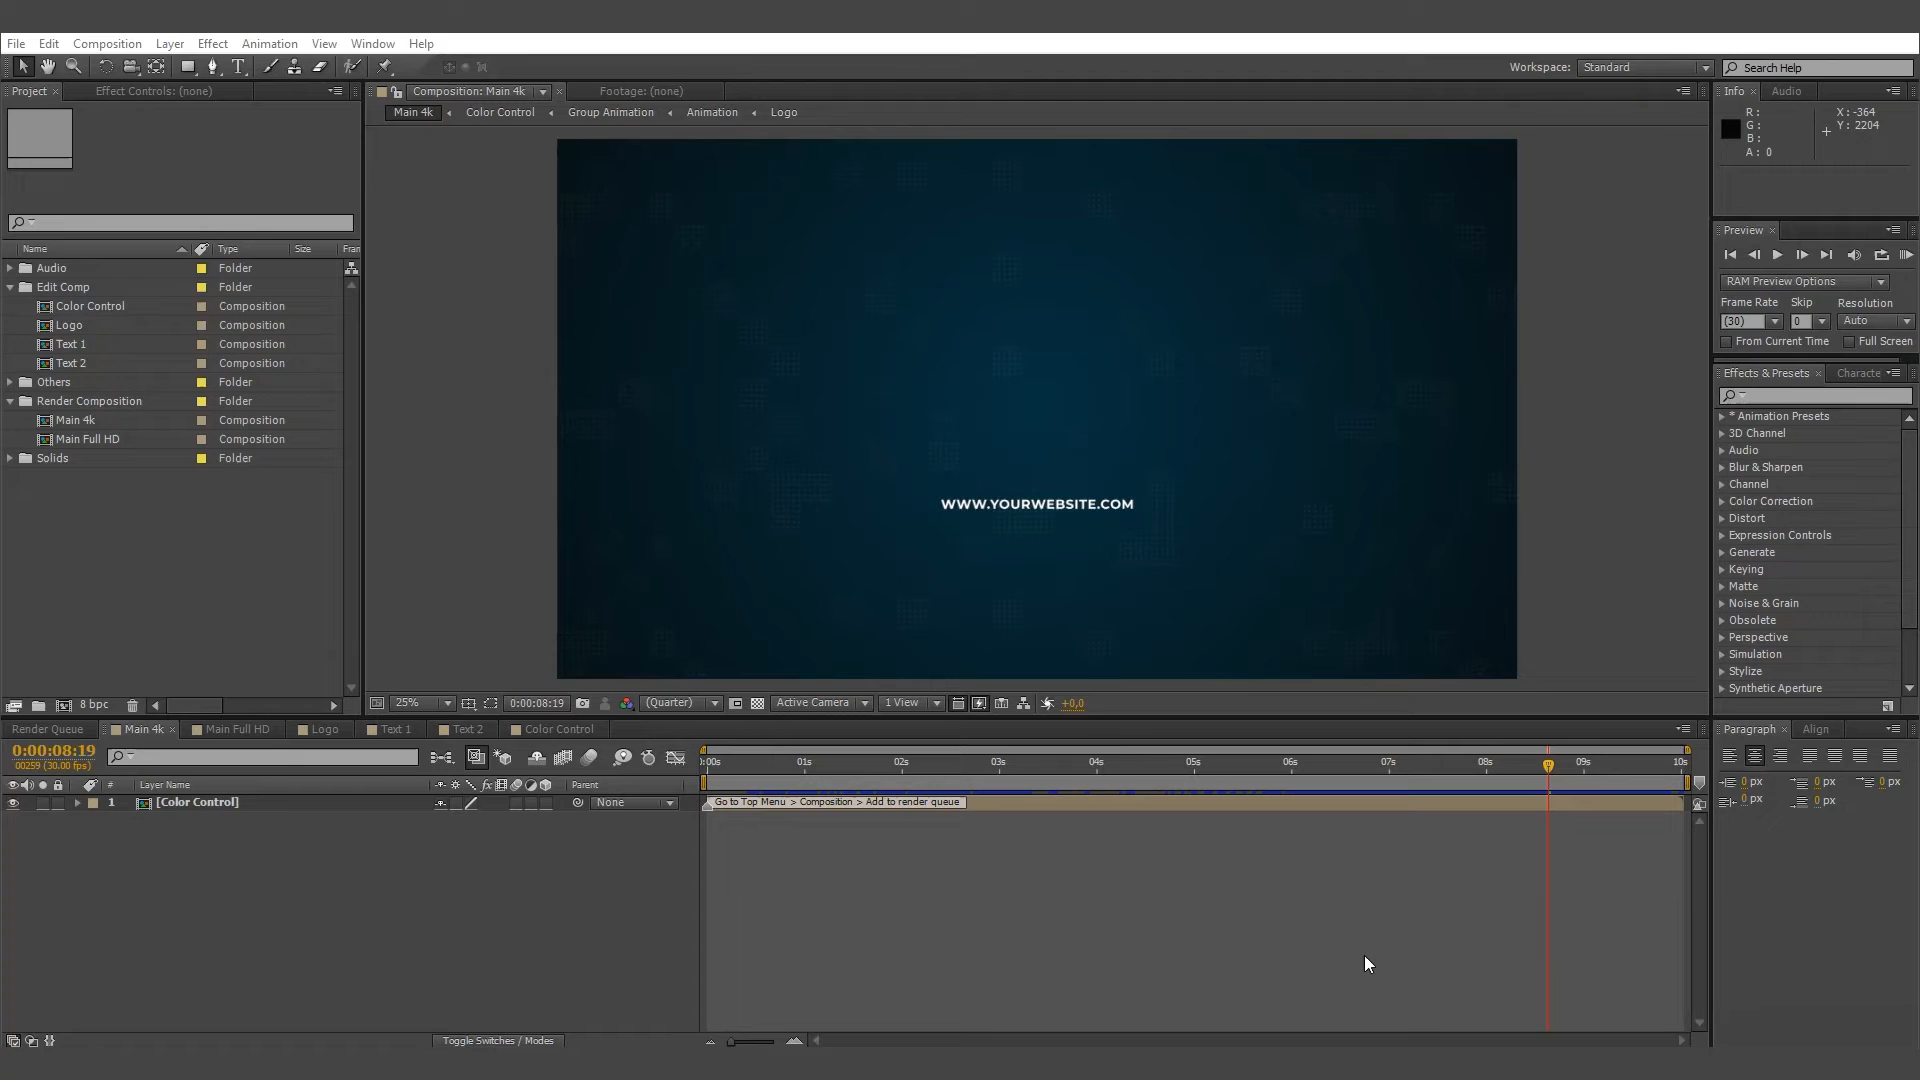 File Edit Composition Layer Effect Animation View Window Help
Workspace: Standard Search Help
Project Effect Controls: (none) Composition: Main 4k Footage: (none) Info Audio
Main 4k Color Control Group Animation Animation Logo
R:
G:
B:
A: 0
X: -364
Y: 2204
WWW.YOURWEBSITE.COM
Name Type Size Fran
Audio Folder
Edit Comp Folder
Color Control Composition
Logo Composition
Text 1 Composition
Text 2 Composition
Others Folder
Render Composition Folder
Main 4k Composition
Main Full HD Composition
Solids Folder
8 bpc
25% 0:00:08:19 (Quarter) Active Camera 1 View +0,0
Preview
RAM Preview Options
Frame Rate Skip Resolution
(30) 0 Auto
From Current Time Full Screen
Effects & Presets Characte
* Animation Presets
3D Channel
Audio
Blur & Sharpen
Channel
Color Correction
Distort
Expression Controls
Generate
Keying
Matte
Noise & Grain
Obsolete
Perspective
Simulation
Stylize
Synthetic Aperture
Render Queue Main 4k Main Full HD Logo Text 1 Text 2 Color Control
0:00:08:19
00259 (30.00 fps)
):00s 01s 02s 03s 04s 05s 06s 07s 08s 09s 10s
# Layer Name fx Parent
1 [Color Control] None
Go to Top Menu > Composition > Add to render queue
Toggle Switches / Modes
Paragraph Align
0 px 0 px 0 px
0 px 0 px